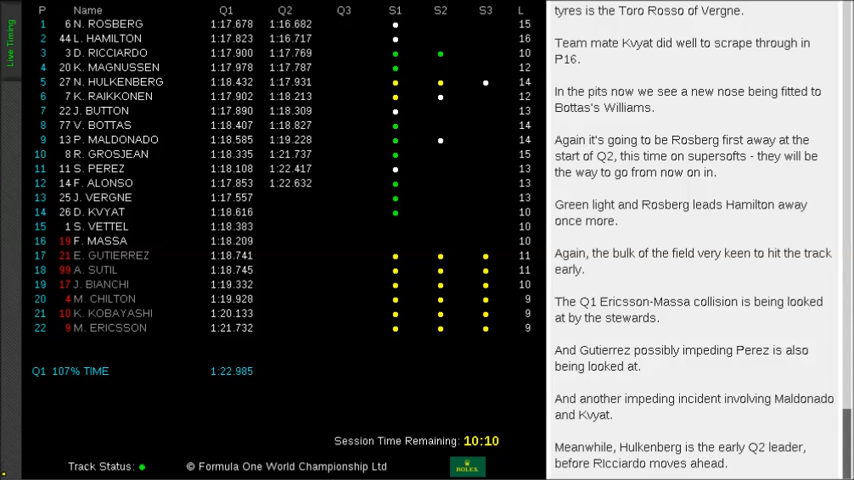 Live Timing
P Name Q1 Q2 Q3 S1 S2 S3 L
1 6 N. ROSBERG 1:17.678 1:16.682 15
2 44 L. HAMILTON 1:17.823 1:16.717 16
3 3 D. RICCIARDO 1:17.900 1:17.769 10
4 20 K. MAGNUSSEN 1:17.978 1:17.787 12
5 27 N. HULKENBERG 1:18.432 1:17.931 14
6 7 K. RAIKKONEN 1:17.902 1:18.213 12
7 22 J. BUTTON 1:17.890 1:18.309 13
8 77 V. BOTTAS 1:18.407 1:18.827 14
9 13 P. MALDONADO 1:18.585 1:19.228 14
10 8 R. GROSJEAN 1:18.335 1:21.737 15
11 11 S. PEREZ 1:18.108 1:22.417 13
12 14 F. ALONSO 1:17.853 1:22.632 13
13 25 J. VERGNE 1:17.557 13
14 26 D. KVYAT 1:18.616 10
15 1 S. VETTEL 1:18.383 10
16 19 F. MASSA 1:18.209 10
17 21 E. GUTIERREZ 1:18.741 11
18 99 A. SUTIL 1:18.745 11
19 17 J. BIANCHI 1:19.332 10
20 4 M. CHILTON 1:19.928 9
21 10 K. KOBAYASHI 1:20.133 9
22 9 M. ERICSSON 1:21.732 9
Q1 107% TIME 1:22.985
Session Time Remaining: 10:10
Track Status: © Formula One World Championship Ltd
ROLEX
tyres is the Toro Rosso of Vergne.
Team mate Kvyat did well to scrape through in
P16.
In the pits now we see a new nose being fitted to
Bottas's Williams.
Again it's going to be Rosberg first away at the
start of Q2, this time on supersofts - they will be
the way to go from now on in.
Green light and Rosberg leads Hamilton away
once more.
Again, the bulk of the field very keen to hit the track
early.
The Q1 Ericsson-Massa collision is being looked
at by the stewards.
And Gutierrez possibly impeding Perez is also
being looked at.
And another impeding incident involving Maldonado
and Kvyat.
Meanwhile, Hulkenberg is the early Q2 leader,
before RIcciardo moves ahead.